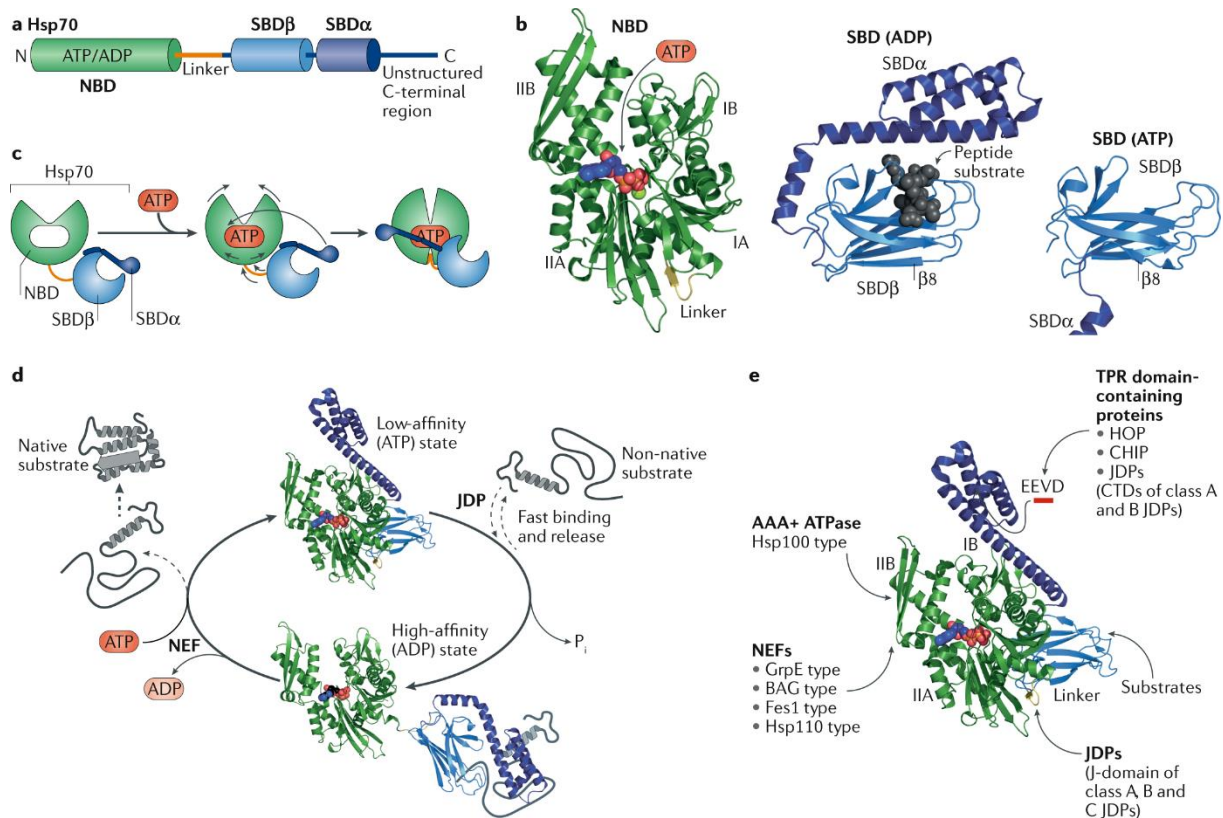 a Hsp70
SBDβ
SBDα
N
ATP/ADP
C
NBD
Linker
Unstructured
C-terminal
region
b
NBD
ATP
IIB
IB
IIA
IA
Linker
SBD (ADP)
SBDα
Peptide
substrate
SBDβ
β8
SBD (ATP)
SBDβ
β8
SBDα
c
Hsp70
ATP
ATP
ATP
NBD
SBDβ
SBDα
d
Native
substrate
Low-affinity
(ATP) state
Non-native
substrate
JDP
Fast binding
and release
ATP
NEF
ADP
High-affinity
(ADP) state
Pi
e
TPR domain-
containing
proteins
• HOP
• CHIP
• JDPs
(CTDs of class A
and B JDPs)
EEVD
AAA+ ATPase
Hsp100 type
IIB
IB
NEFs
• GrpE type
• BAG type
• Fes1 type
• Hsp110 type
IIA
Linker
Substrates
JDPs
(J-domain of
class A, B and
C JDPs)